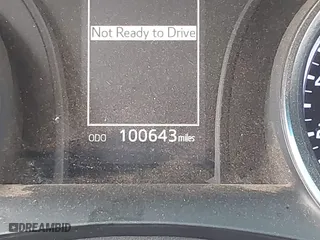 Not Ready to Drive
ODO 100643 miles
© DREAMBID